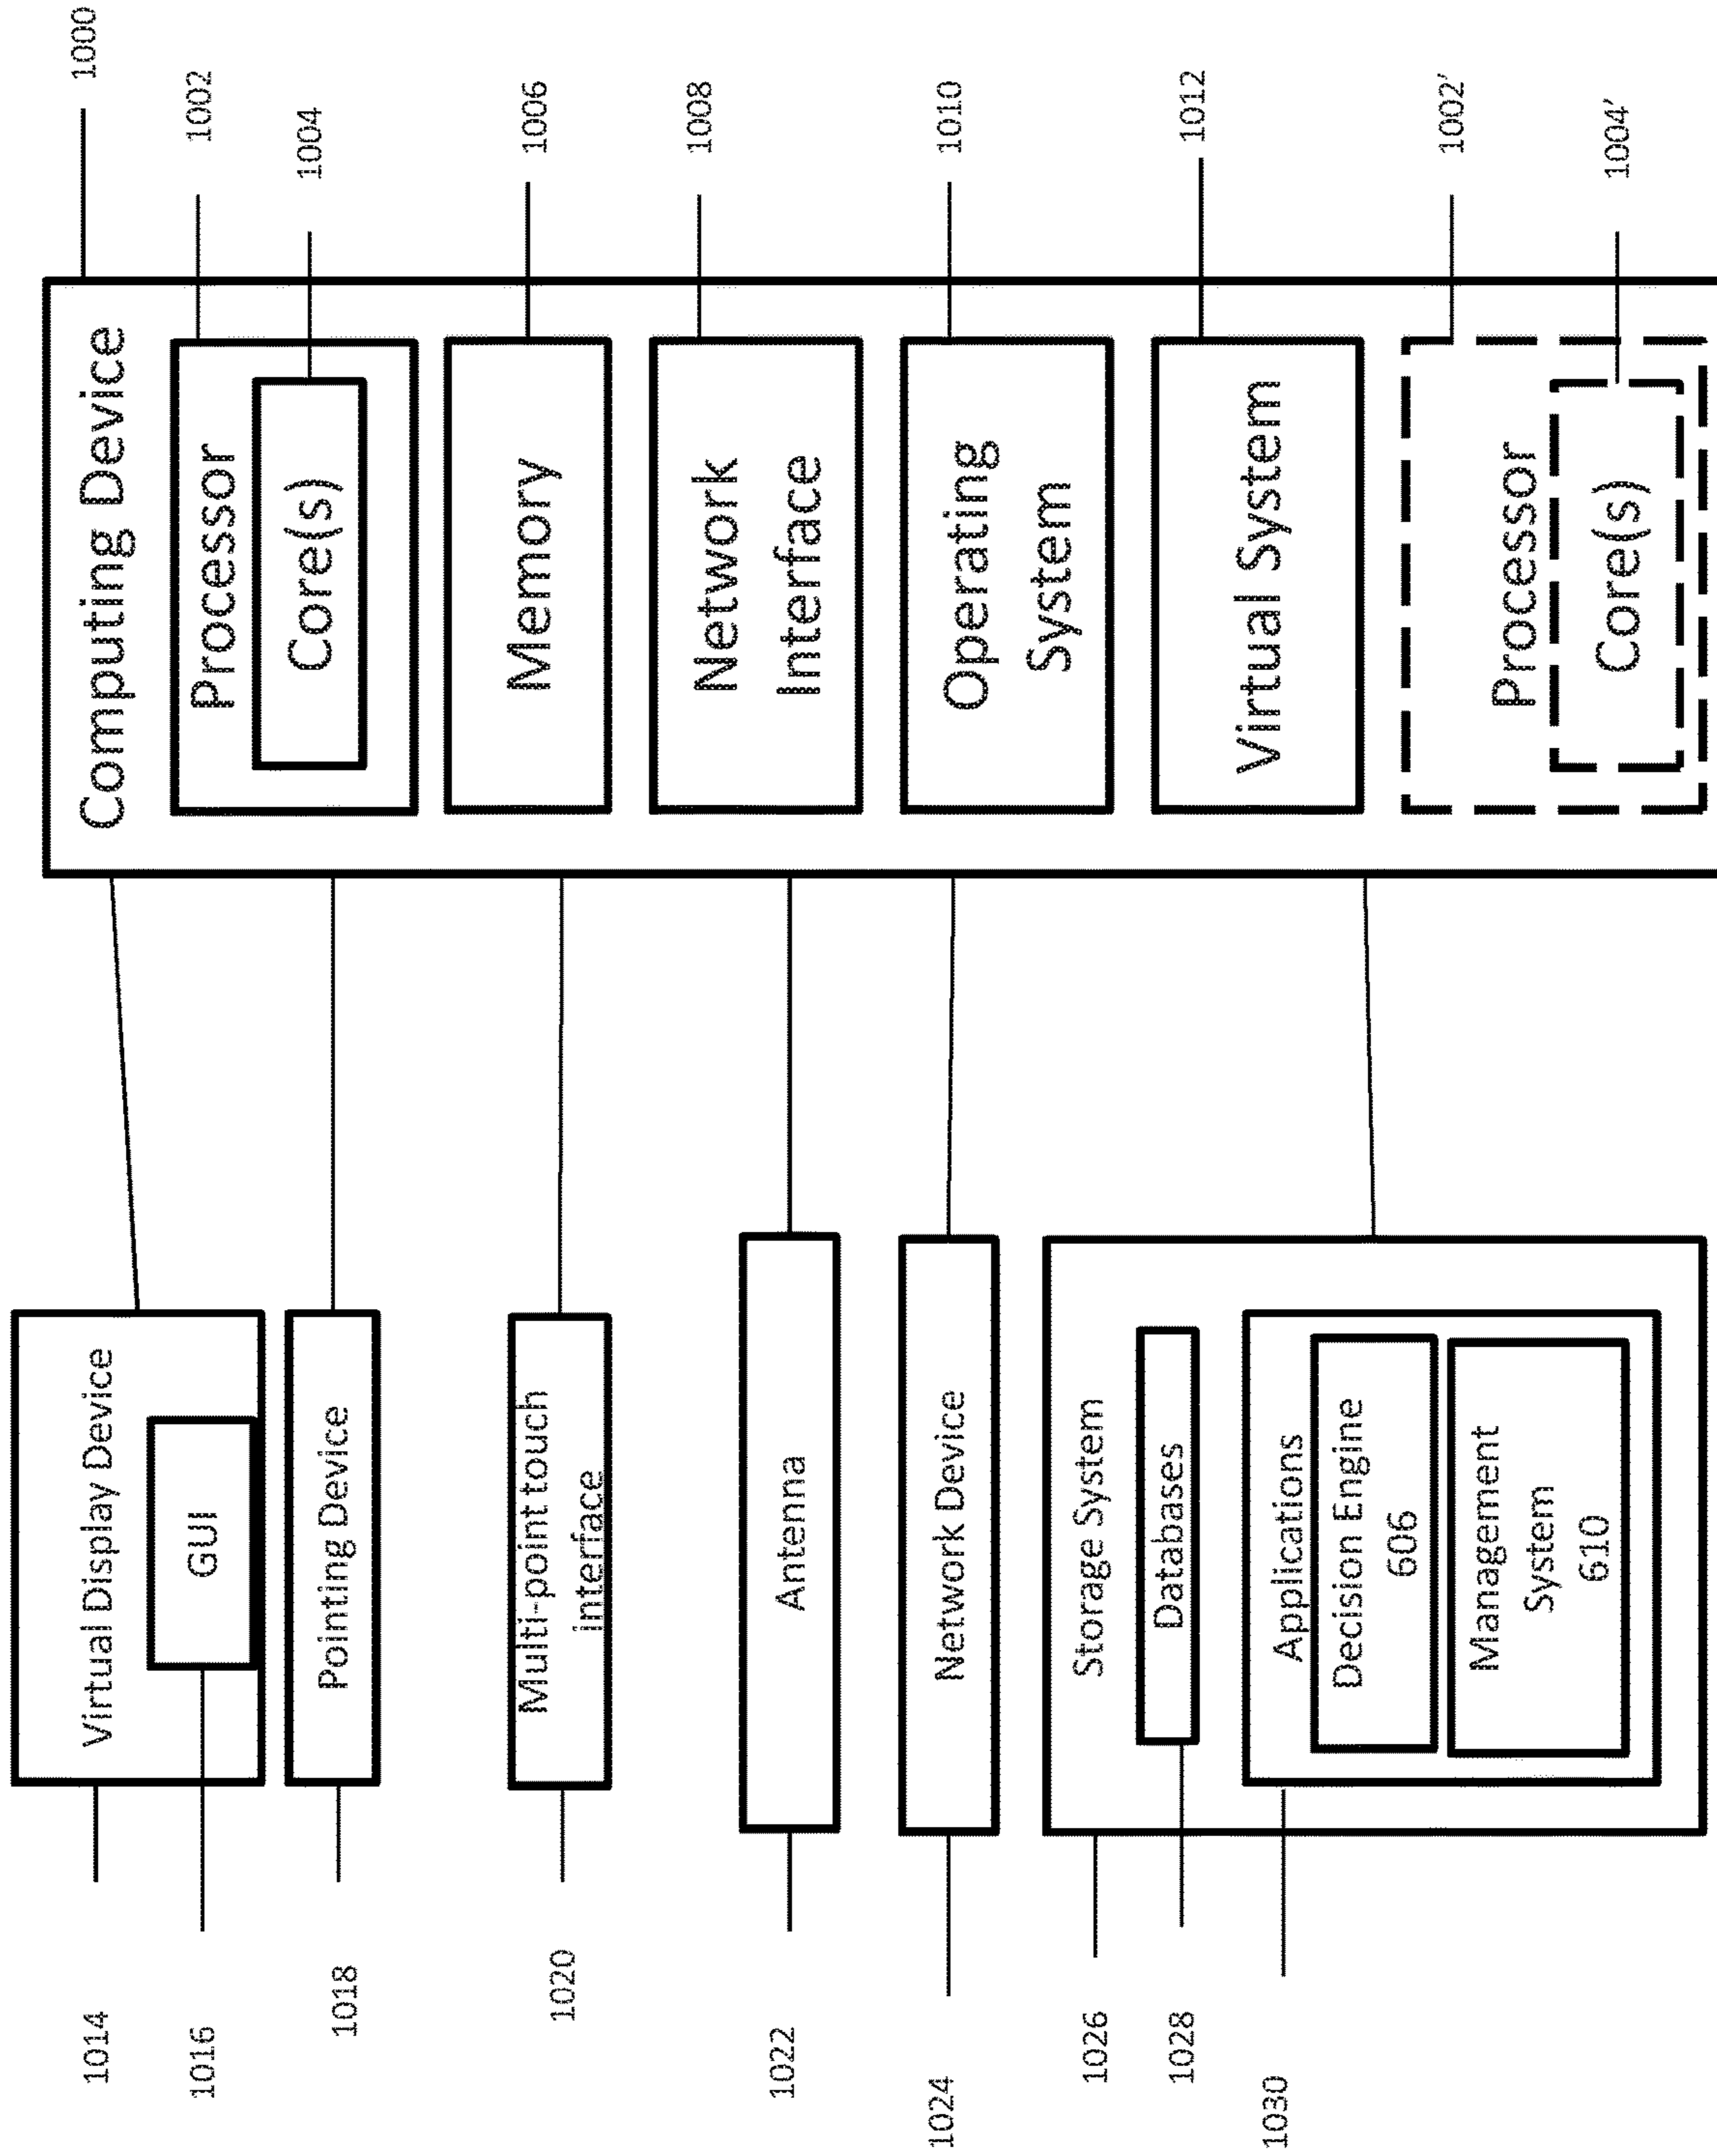 1014
Virtual Display Device
1016
GUI
1018
Pointing Device
1020
Multi-point touch
interface
1022
Antenna
1024
Network Device
1026
Storage System
1028
Databases
1030
Applications
Decision Engine
606
Management
System
610
1000
Computing Device
1002
Processor
1004
Core(s)
1006
Memory
1008
Network
Interface
1010
Operating
System
1012
Virtual System
1002'
Processor
1004'
Core(s)